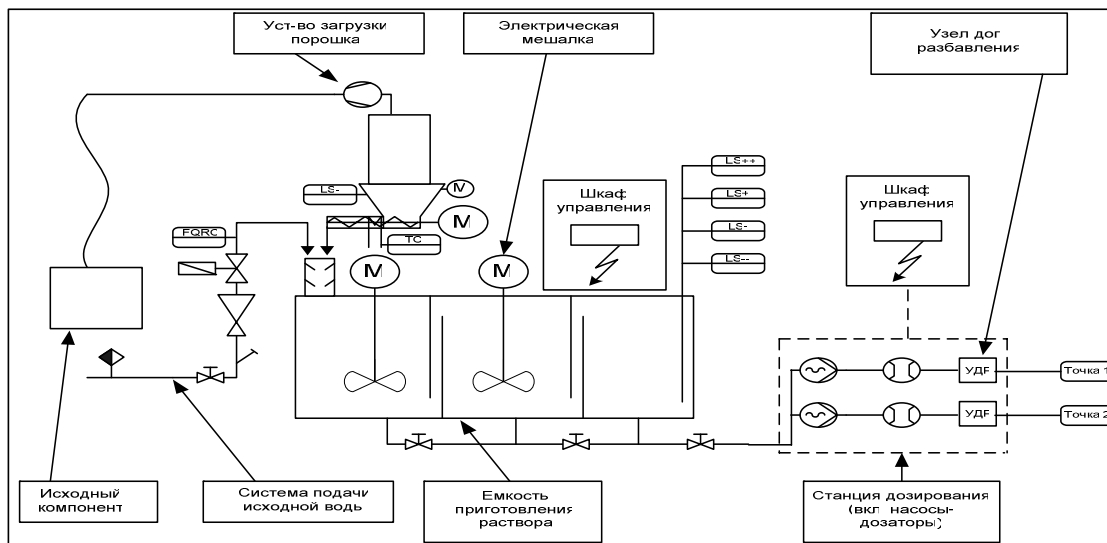 Уст-во загрузки
порошка
Электрическая
мешалка
Узел дог
разбавления
LS++
LS+
LS-
LS--
Шкаф
управления
Шкаф
управления
LS-
M
M
FQRC
TC
M
M
УДР
Точка 1
УДР
Точка 2
Исходный
компонент
Система подачи
исходной водь
Емкость
приготовления
раствора
Станция дозирования
(вкл насосы-
дозаторы)